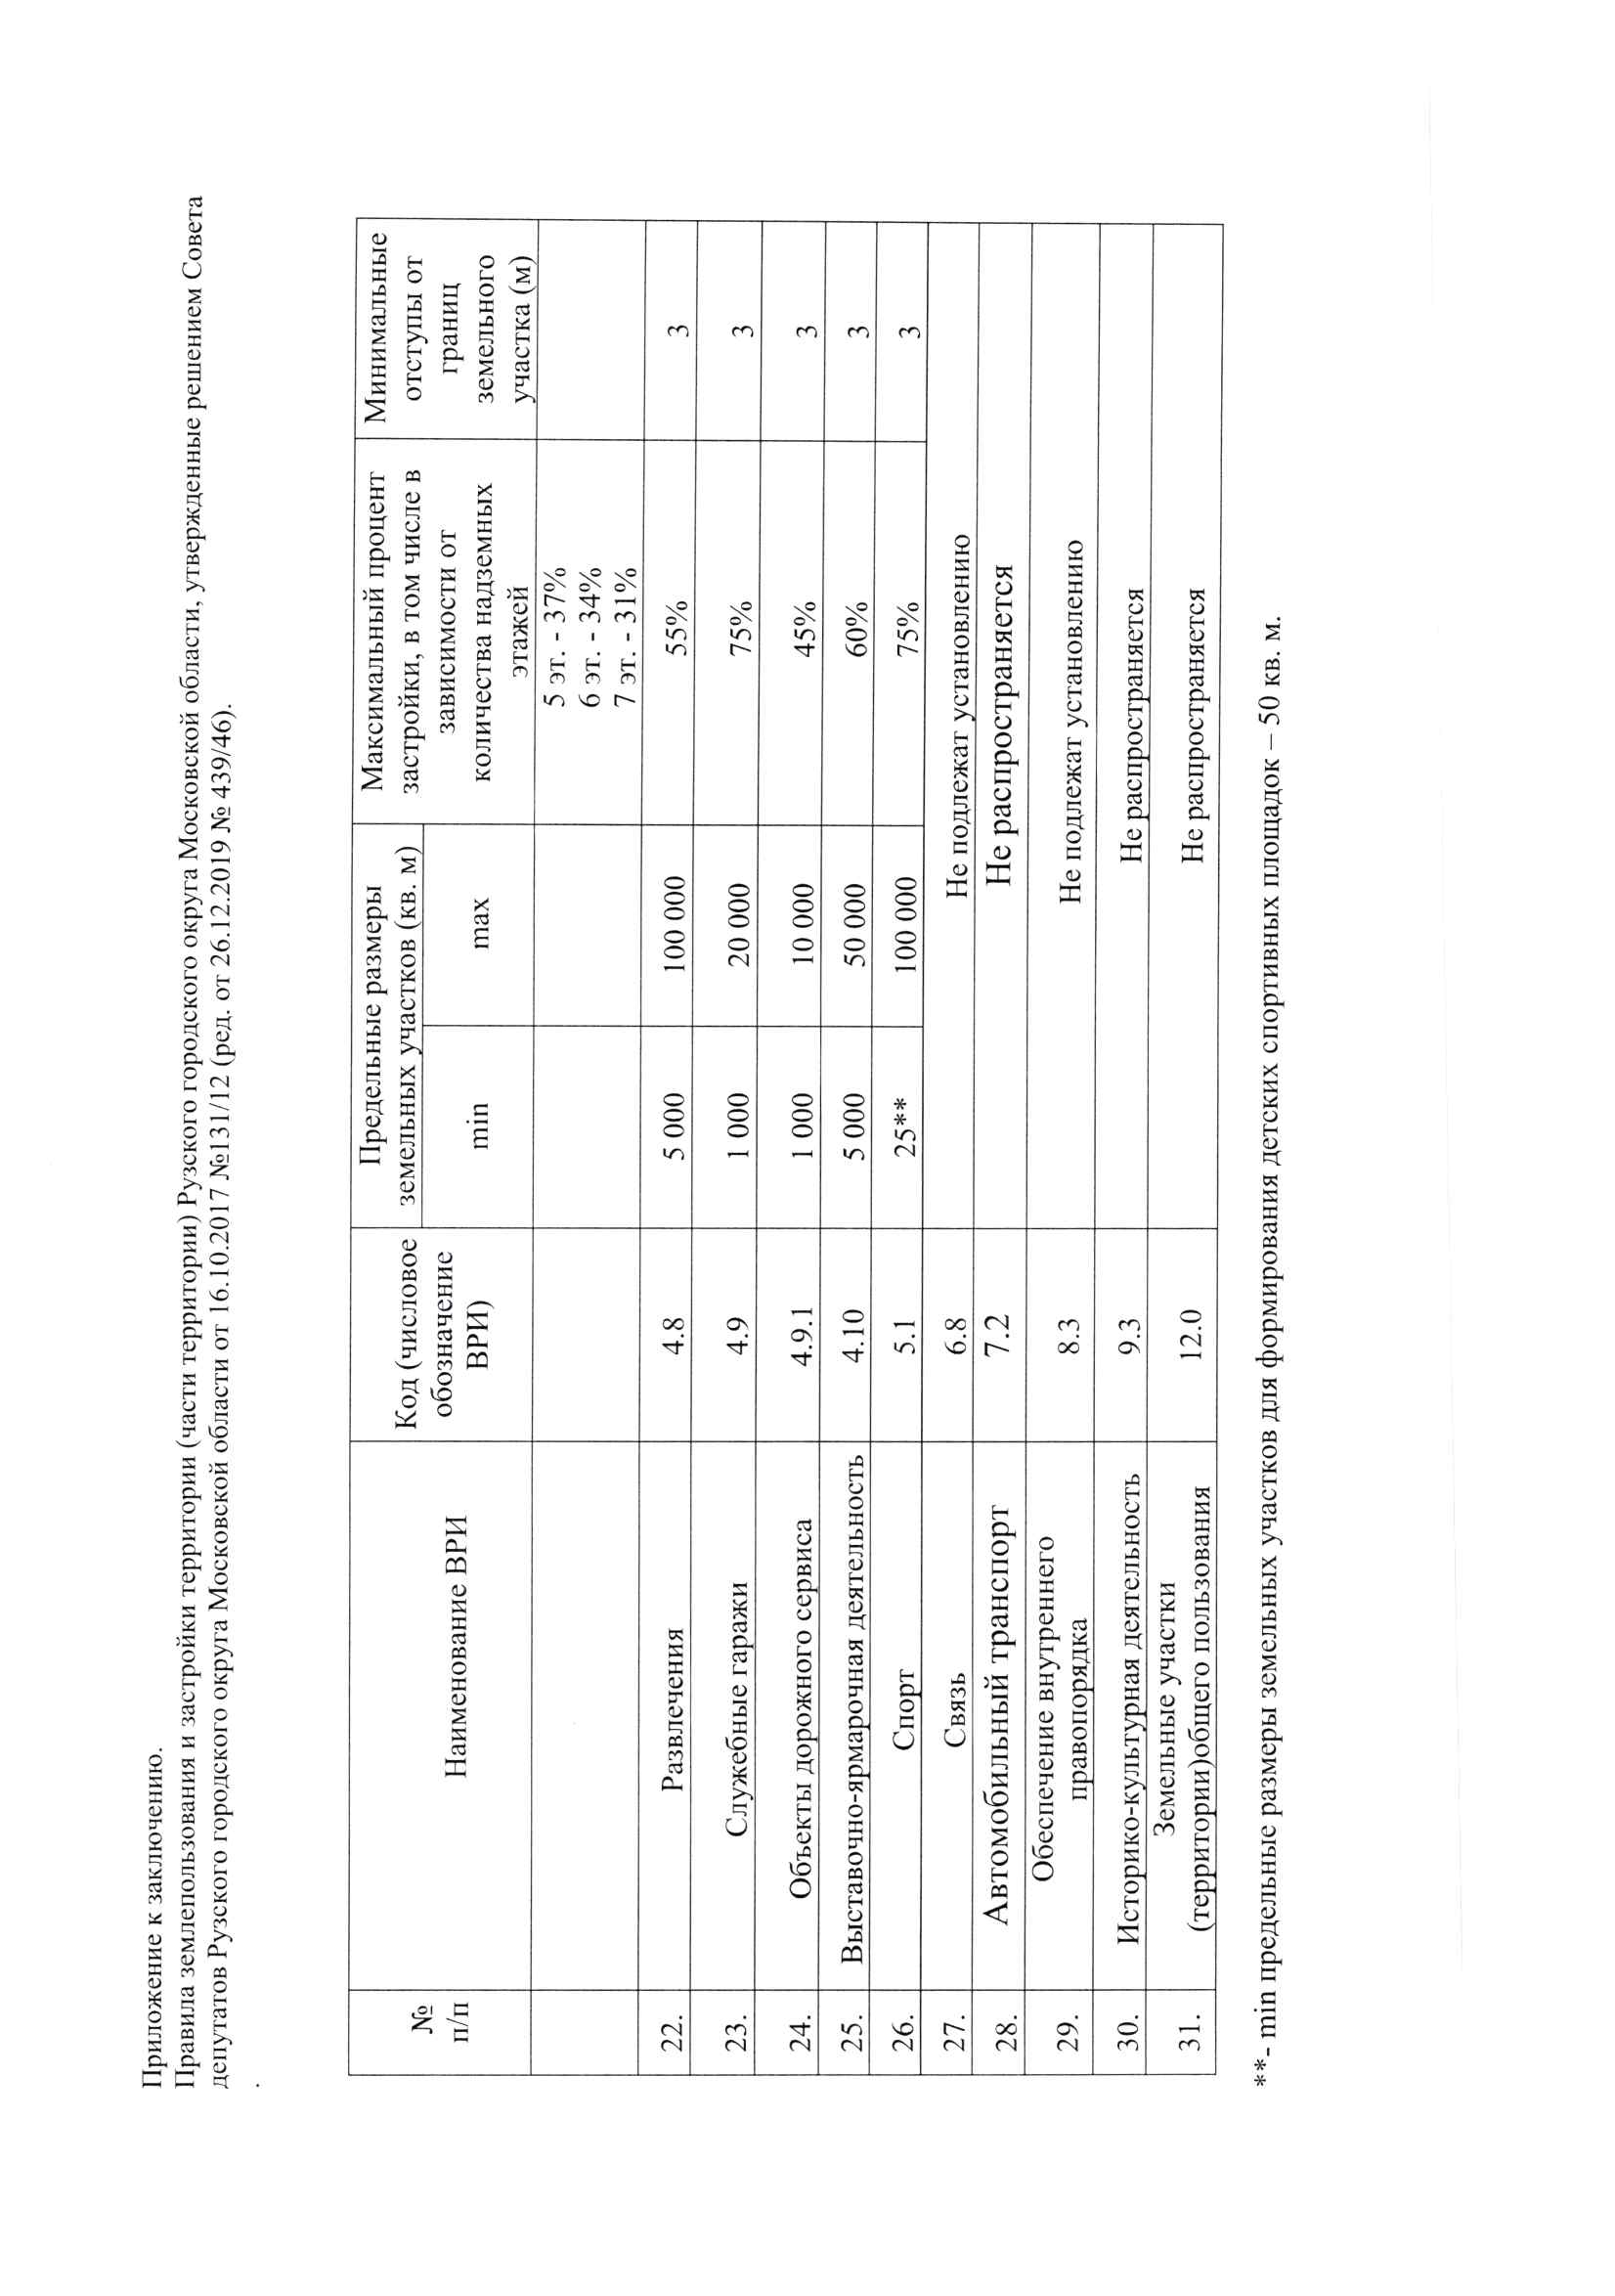 Приложение к заключению.
Правила землепользования и застройки территории (части территории) Рузского городского округа Московской области, утвержденные решением Совета
депутатов Рузского городского округа Московской области от 16.10.2017 №131/12 (ред. от 26.12.2019 № 439/46).
.
№
п/п
Наименование ВРИ
Код (числовое
обозначение
ВРИ)
Предельные размеры
земельных участков (кв. м)
min
max
Максимальный процент
застройки, в том числе в
зависимости от
количества надземных
этажей
Минимальные
отступы от
границ
земельного
участка (м)
5 эт. - 37%
6 эт. - 34%
7 эт. - 31%
22. Развлечения 4.8 5 000 100 000 55% 3
23. Служебные гаражи 4.9 1 000 20 000 75% 3
24. Объекты дорожного сервиса 4.9.1 1 000 10 000 45% 3
25. Выставочно-ярмарочная деятельность 4.10 5 000 50 000 60% 3
26. Спорт 5.1 25** 100 000 75% 3
27. Связь 6.8 Не подлежат установлению
28. Автомобильный транспорт 7.2 Не распространяется
29. Обеспечение внутреннего
правопорядка 8.3 Не подлежат установлению
30. Историко-культурная деятельность 9.3 Не распространяется
31. Земельные участки
(территории)общего пользования 12.0 Не распространяется
**- min предельные размеры земельных участков для формирования детских спортивных площадок – 50 кв. м.